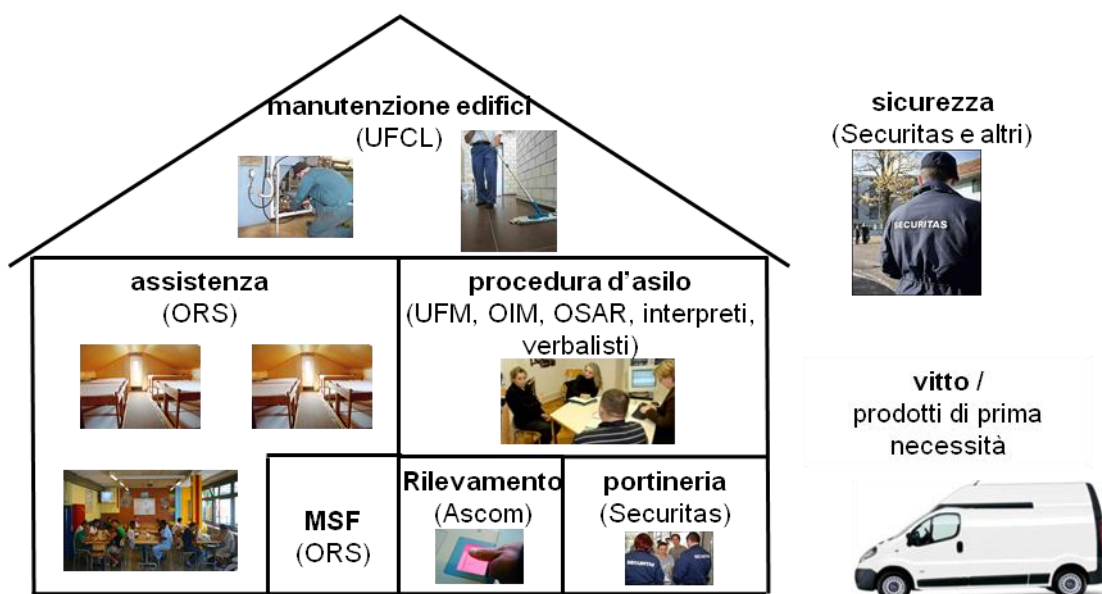 manutenzione edifici
(UFCL)
sicurezza
(Securitas e altri)
SECURITAS
assistenza
(ORS)
procedura d'asilo
(UFM, OIM, OSAR, interpreti,
verbalisti)
vitto /
prodotti di prima
necessità
MSF
(ORS)
Rilevamento
(Ascom)
portineria
(Securitas)
SECURITAS